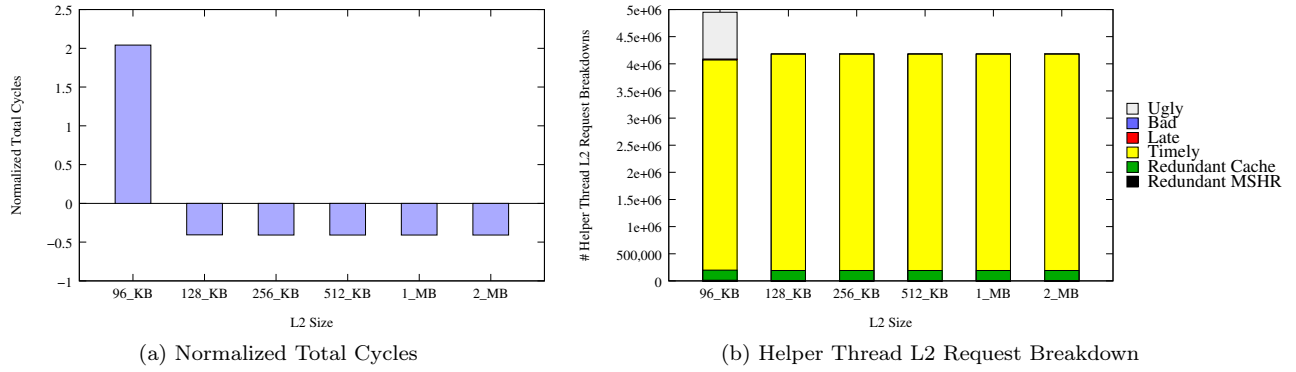 2.5
2
1.5
1
0.5
0
−0.5
−1
Normalized Total Cycles
96_KB 128_KB 256_KB 512_KB 1_MB 2_MB
L2 Size
(a) Normalized Total Cycles
5e+06
4.5e+06
4e+06
3.5e+06
3e+06
2.5e+06
2e+06
1.5e+06
1e+06
500,000
0
# Helper Thread L2 Request Breakdowns
96_KB 128_KB 256_KB 512_KB 1_MB 2_MB
L2 Size
Ugly
Bad
Late
Timely
Redundant Cache
Redundant MSHR
(b) Helper Thread L2 Request Breakdown